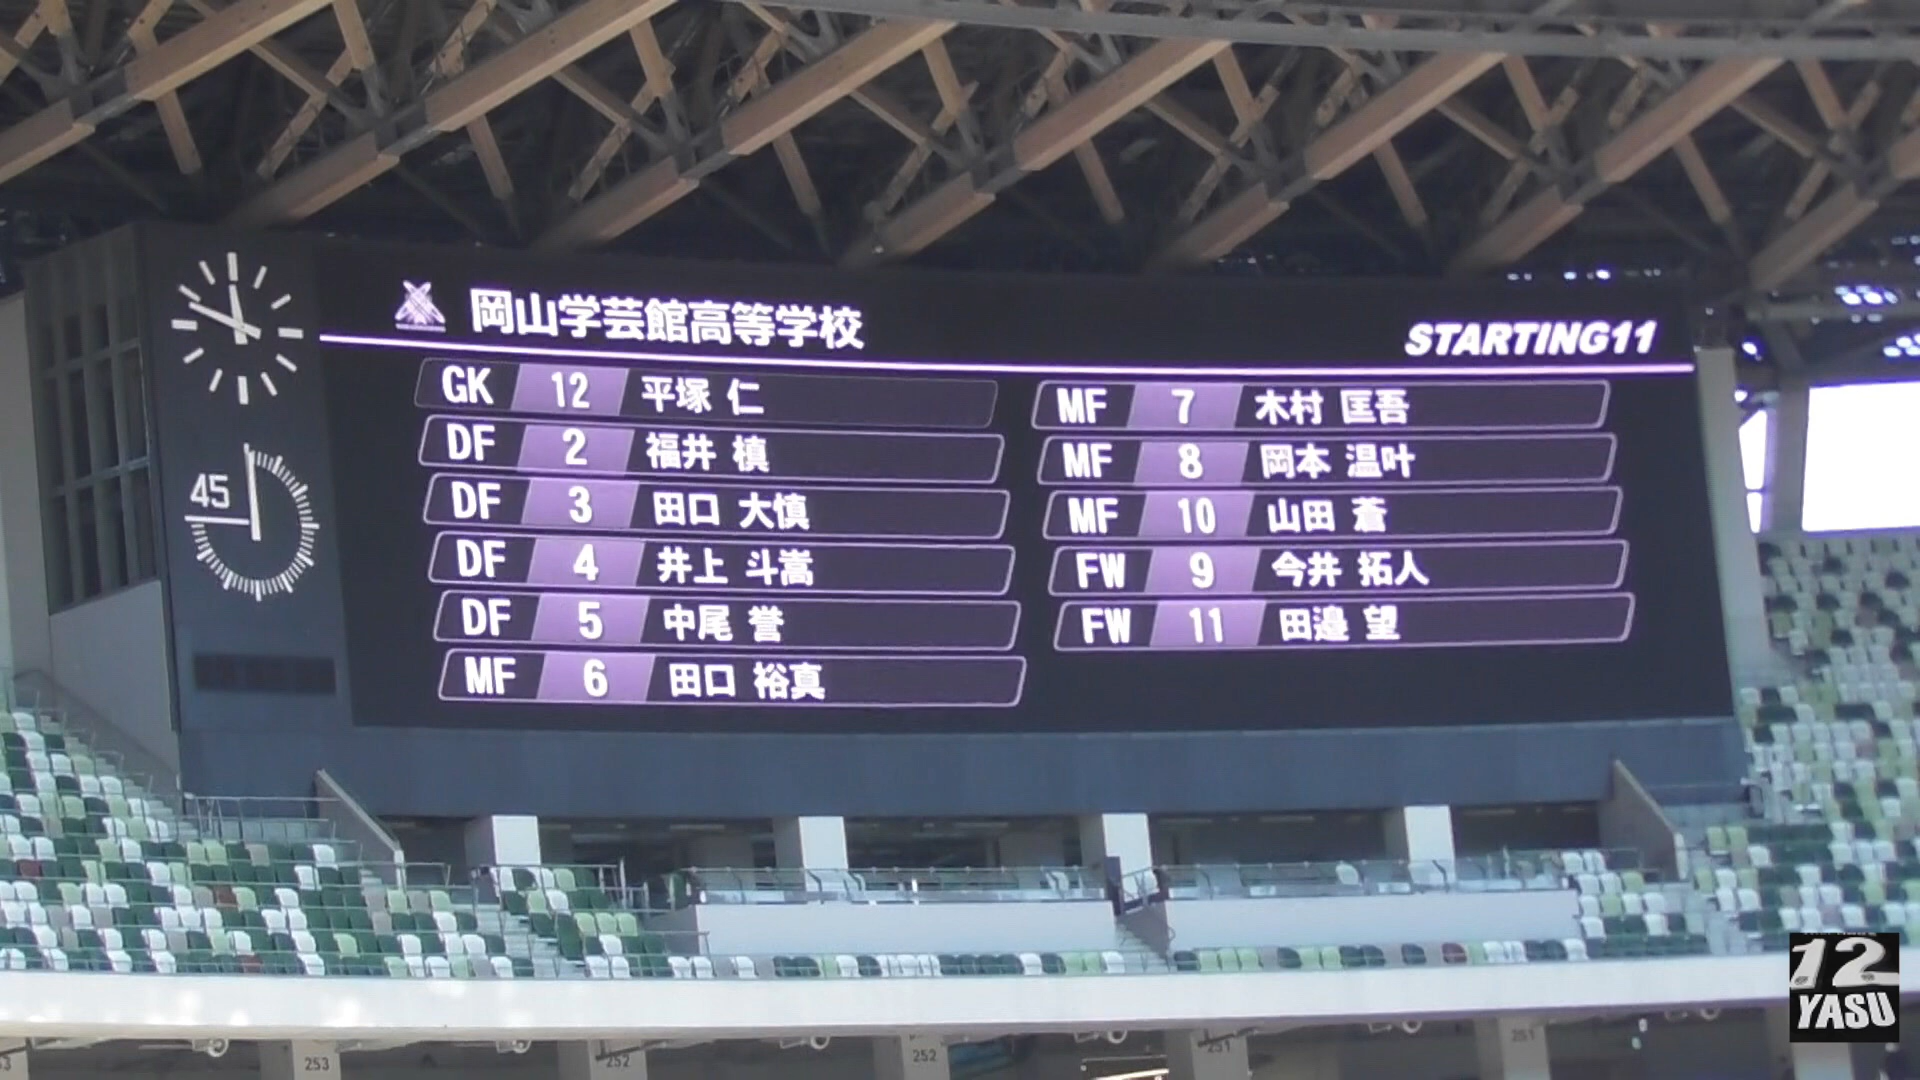 岡山学芸館高等学校
STARTING11
GK 12 平塚 仁
DF 2 福井 槙
DF 3 田口 大慎
DF 4 井上 斗嵩
DF 5 中尾 誉
MF 6 田口 裕真
MF 7 木村 匡吾
MF 8 岡本 温叶
MF 10 山田 蒼
FW 9 今井 拓人
FW 11 田邉 望
45
253
252
252
251
251
12
YASU